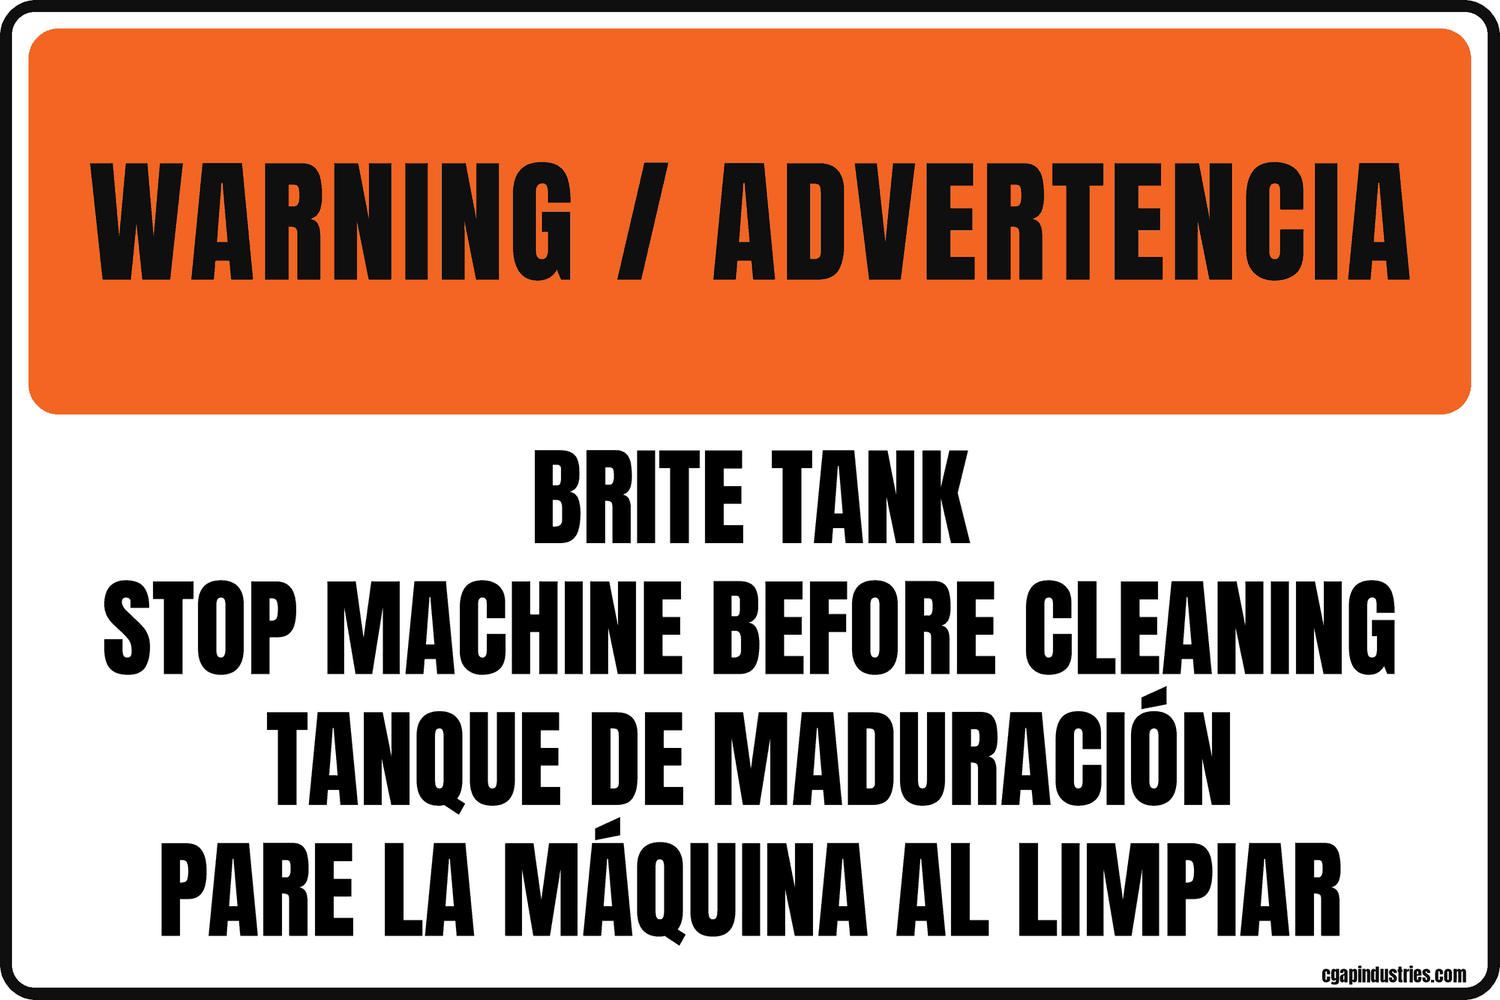 WARNING / ADVERTENCIA
BRITE TANK
STOP MACHINE BEFORE CLEANING
TANQUE DE MADURACIÓN
PARE LA MÁQUINA AL LIMPIAR
cgapindustries.com